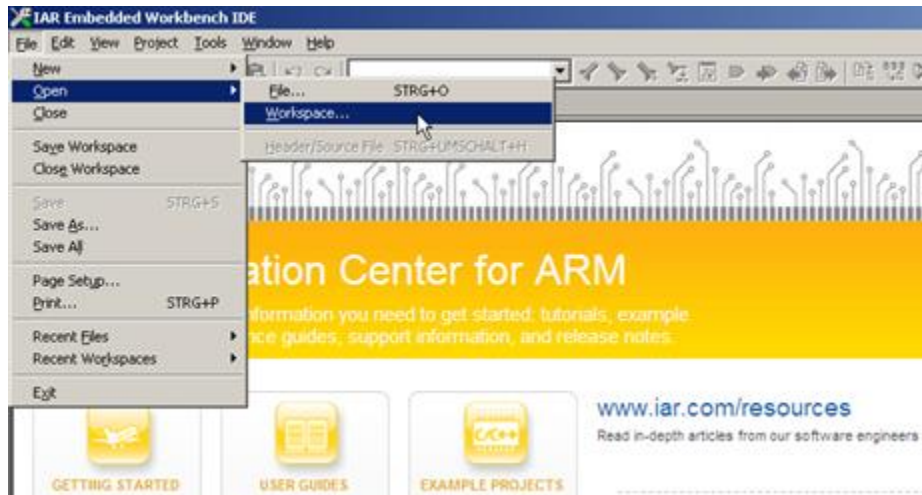 IAR Embedded Workbench IDE
File Edit View Project Tools Window Help
New
Open
Close
Save Workspace
Close Workspace
Save STRG+S
Save As...
Save All
Page Setup...
Print... STRG+P
Recent Files
Recent Workspaces
Exit
File... STRG+O
Workspace...
Header/Source File STRG+UMSCHALT+H
ation Center for ARM
nformation you need to get started: tutorials, example
nce guides, support information, and release notes.
www.iar.com/resources
Read in-depth articles from our software engineers
C/C++
GETTING STARTED
USER GUIDES
EXAMPLE PROJECTS